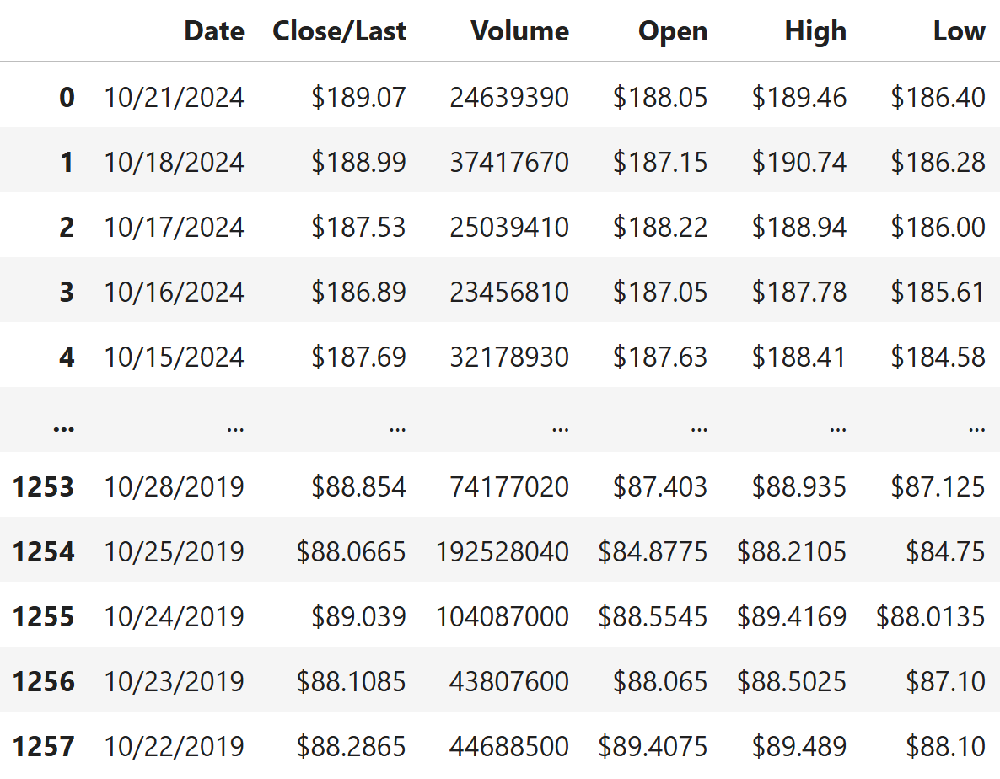 Date Close/Last Volume Open High Low
0 10/21/2024 $189.07 24639390 $188.05 $189.46 $186.40
1 10/18/2024 $188.99 37417670 $187.15 $190.74 $186.28
2 10/17/2024 $187.53 25039410 $188.22 $188.94 $186.00
3 10/16/2024 $186.89 23456810 $187.05 $187.78 $185.61
4 10/15/2024 $187.69 32178930 $187.63 $188.41 $184.58
... ... ... ... ... ... ...
1253 10/28/2019 $88.854 74177020 $87.403 $88.935 $87.125
1254 10/25/2019 $88.0665 192528040 $84.8775 $88.2105 $84.75
1255 10/24/2019 $89.039 104087000 $88.5545 $89.4169 $88.0135
1256 10/23/2019 $88.1085 43807600 $88.065 $88.5025 $87.10
1257 10/22/2019 $88.2865 44688500 $89.4075 $89.489 $88.10